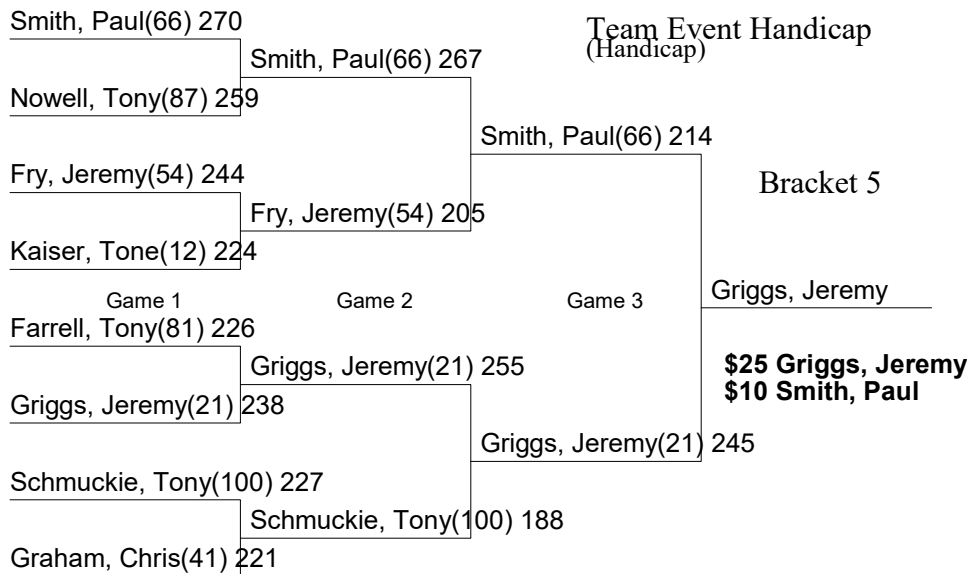 Smith, Paul(66) 270
Team Event Handicap
(Handicap)
Smith, Paul(66) 267
Nowell, Tony(87) 259
Smith, Paul(66) 214
Fry, Jeremy(54) 244
Bracket 5
Fry, Jeremy(54) 205
Kaiser, Tone(12) 224
Game 1
Game 2
Game 3
Griggs, Jeremy
Farrell, Tony(81) 226
Griggs, Jeremy(21) 255
$25 Griggs, Jeremy
$10 Smith, Paul
Griggs, Jeremy(21) 238
Griggs, Jeremy(21) 245
Schmuckie, Tony(100) 227
Schmuckie, Tony(100) 188
Graham, Chris(41) 221